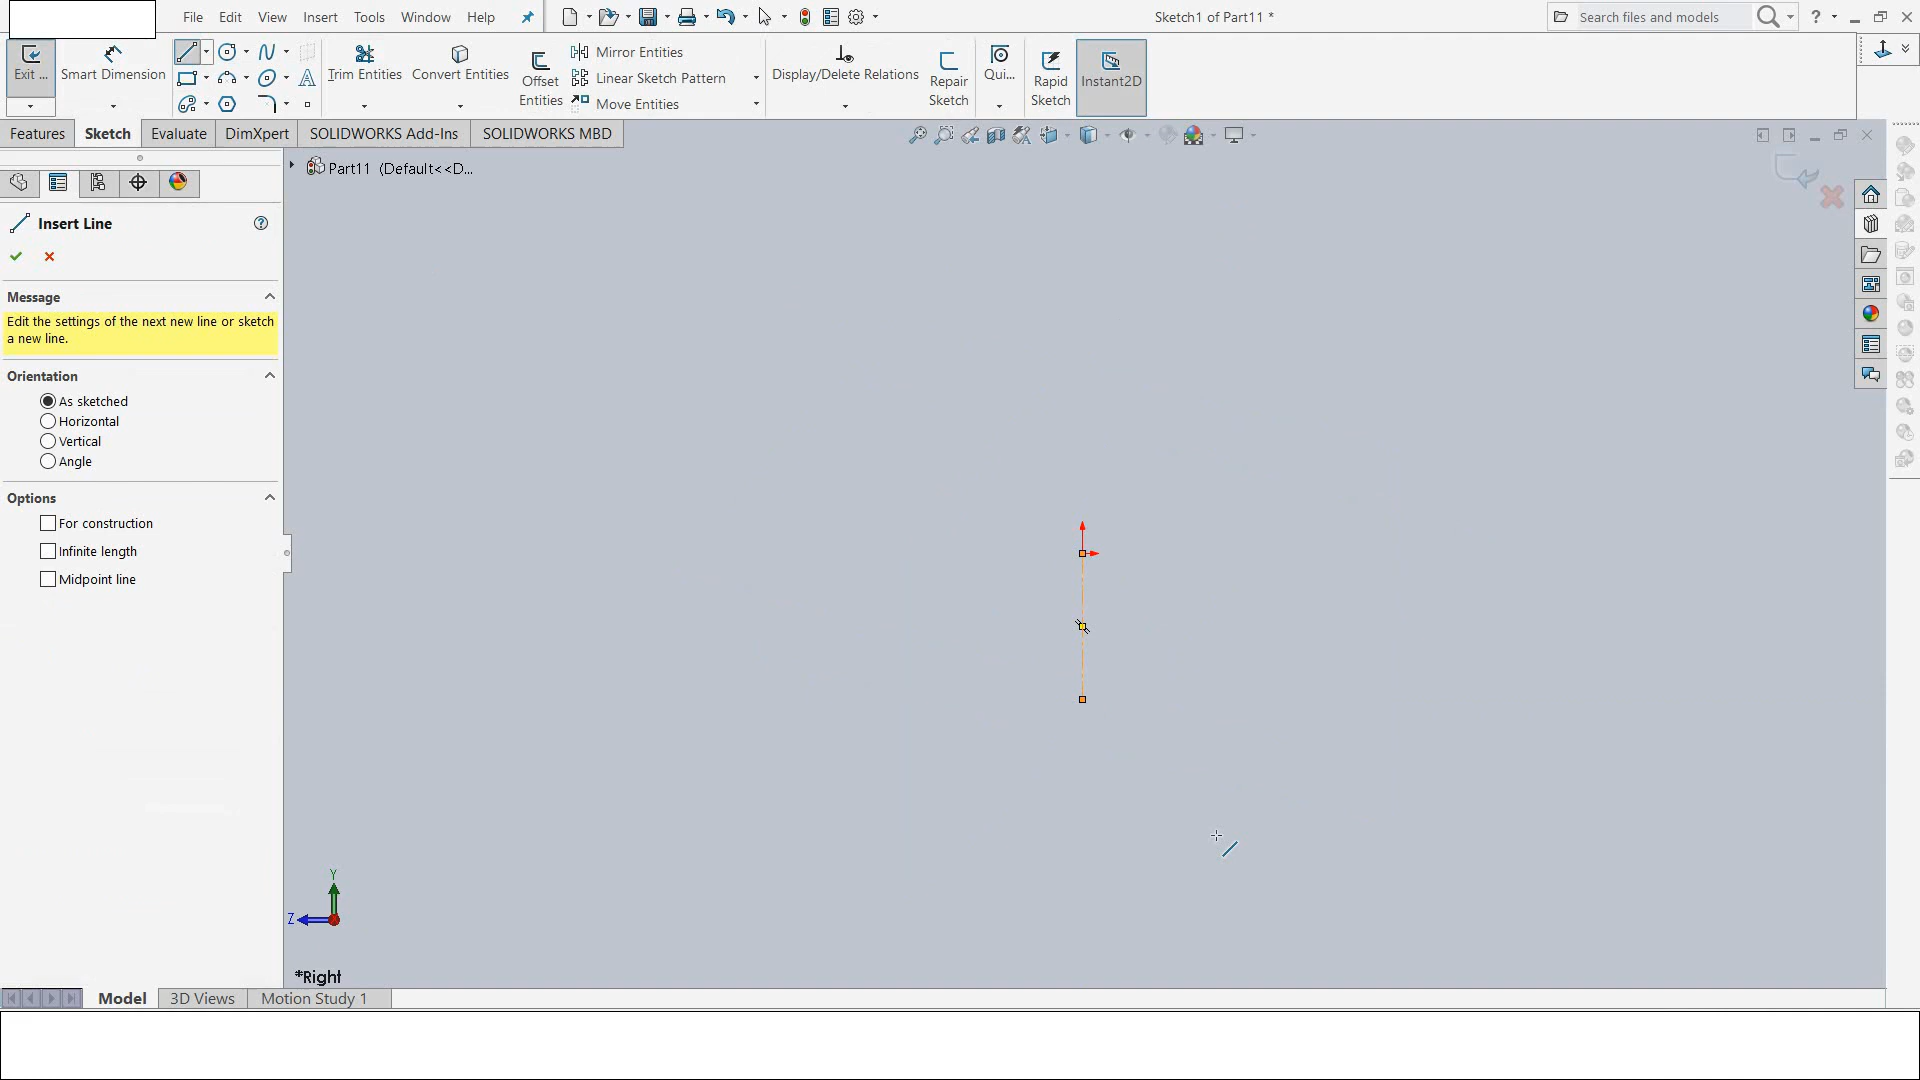 File Edit View Insert Tools Window Help
Sketch1 of Part11 *
Search files and models
?
Exit ...
Smart Dimension
Trim Entities
Convert Entities
Offset
Entities
Mirror Entities
Linear Sketch Pattern
Move Entities
Display/Delete Relations
Repair
Sketch
Qui...
Rapid
Sketch
Instant2D
Features Sketch Evaluate DimXpert SOLIDWORKS Add-Ins SOLIDWORKS MBD
Part11 (Default<<D...
Insert Line
?
Message
Edit the settings of the next new line or sketch
a new line.
Orientation
As sketched
Horizontal
Vertical
Angle
Options
For construction
Infinite length
Midpoint line
Y
Z
*Right
Model 3D Views Motion Study 1